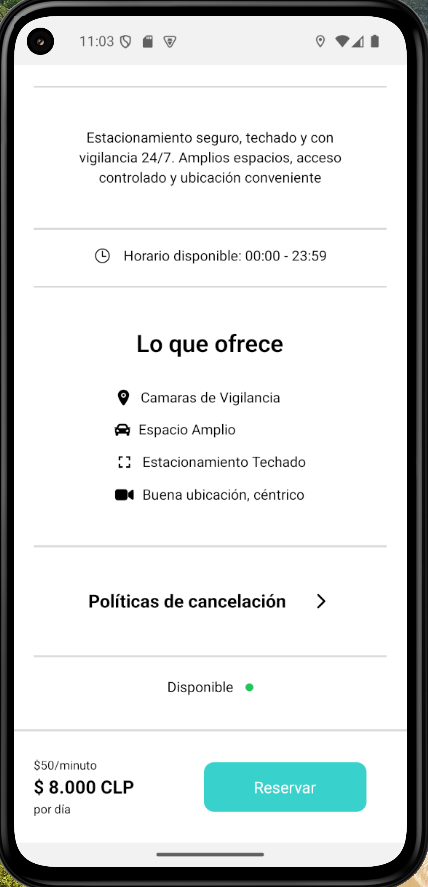 11:03
Estacionamiento seguro, techado y con
vigilancia 24/7. Amplios espacios, acceso
controlado y ubicación conveniente
Horario disponible: 00:00 - 23:59
Lo que ofrece
Camaras de Vigilancia
Espacio Amplio
Estacionamiento Techado
Buena ubicación, céntrico
Políticas de cancelación
Disponible
$50/minuto
$ 8.000 CLP
por día
Reservar